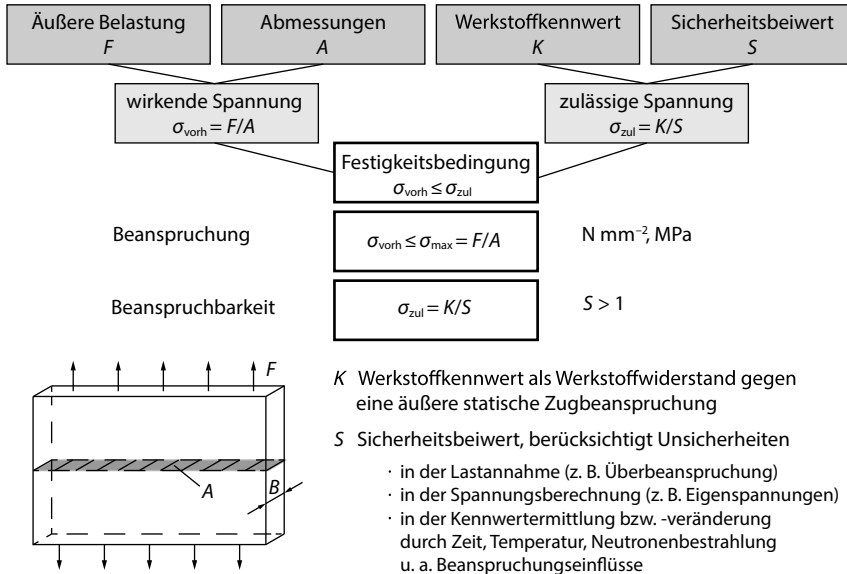 Äußere Belastung
F
Abmessungen
A
Werkstoffkennwert
K
Sicherheitsbeiwert
S
wirkende Spannung
σvorh = F/A
zulässige Spannung
σzul = K/S
Festigkeitsbedingung
σvorh ≤ σzul
Beanspruchung
σvorh ≤ σmax = F/A
N mm⁻², MPa
Beanspruchbarkeit
σzul = K/S
S > 1
F
A
B
K Werkstoffkennwert als Werkstoffwiderstand gegen
eine äußere statische Zugbeanspruchung
S Sicherheitsbeiwert, berücksichtigt Unsicherheiten
· in der Lastannahme (z. B. Überbeanspruchung)
· in der Spannungsberechnung (z. B. Eigenspannungen)
· in der Kennwertermittlung bzw. -veränderung
durch Zeit, Temperatur, Neutronenbestrahlung
u. a. Beanspruchungseinflüsse